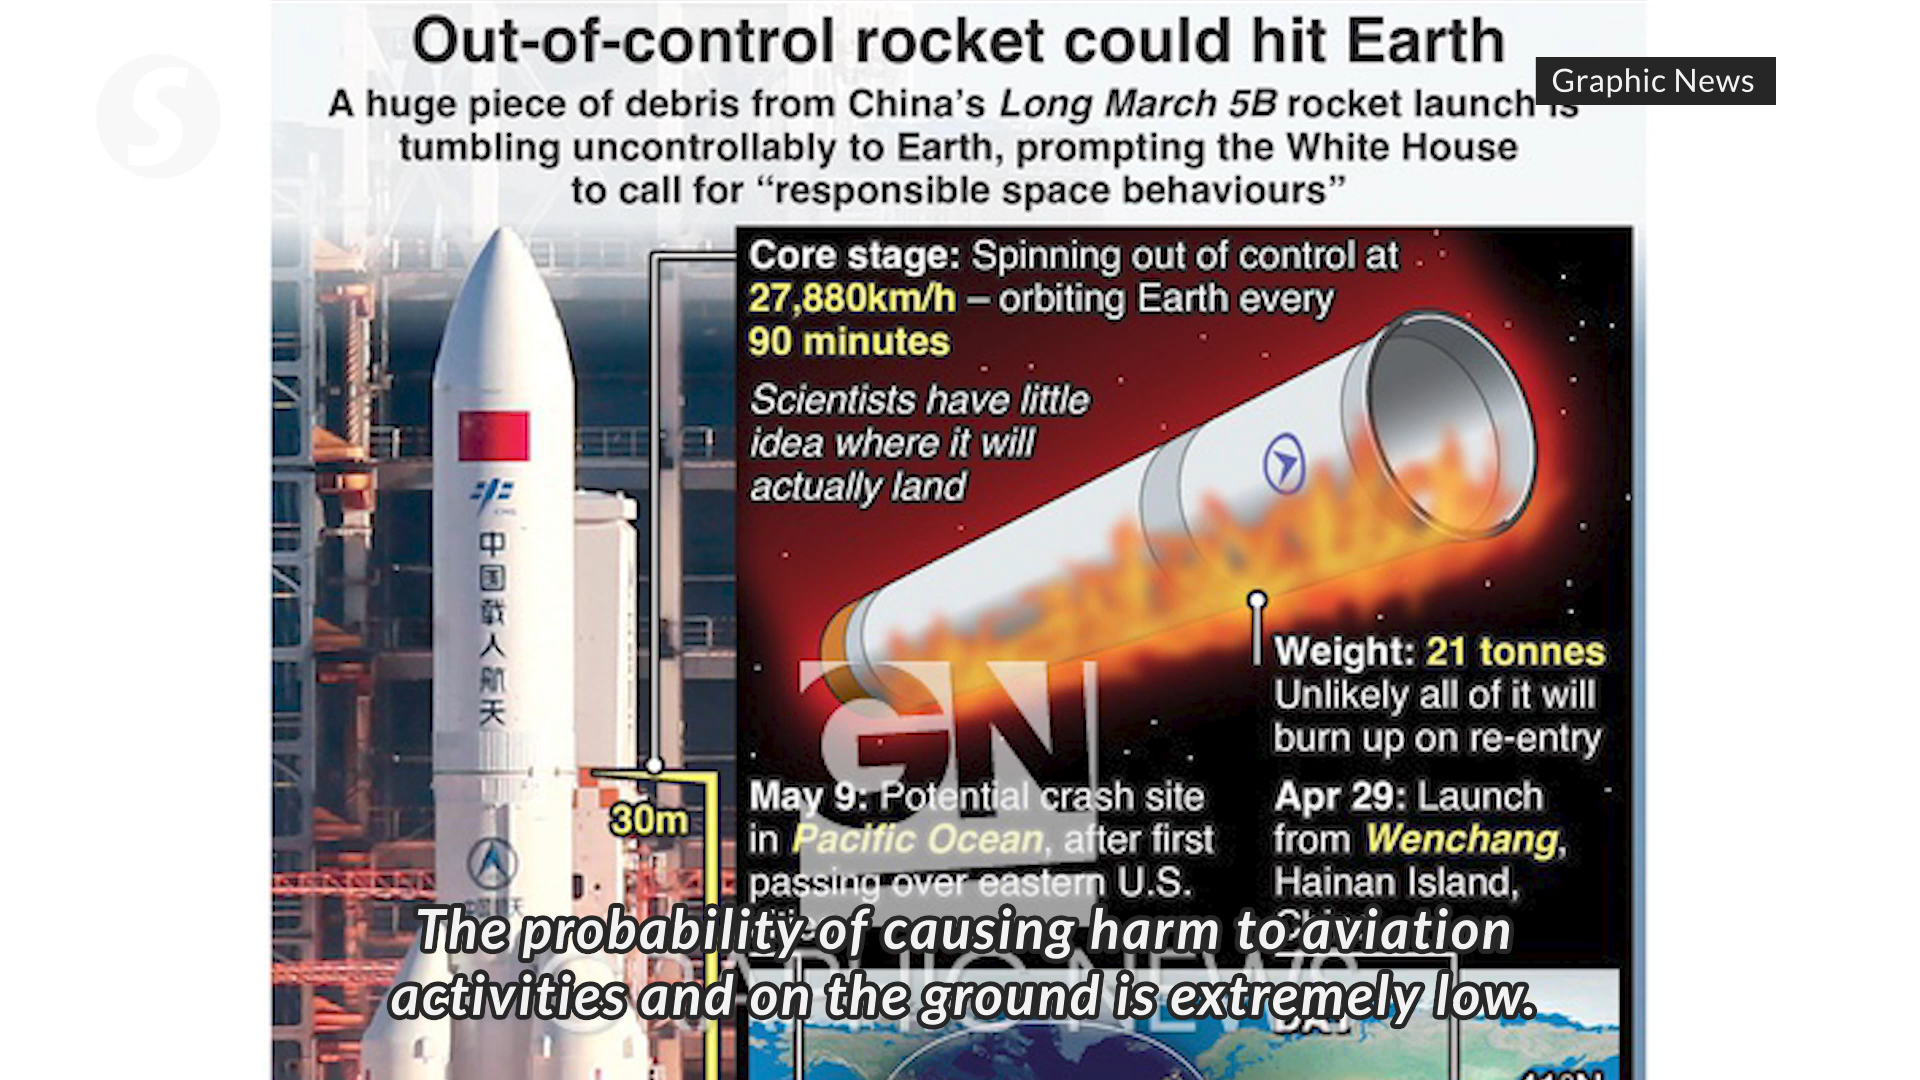 Out-of-control rocket could hit Earth
Graphic News
A huge piece of debris from China's Long March 5B rocket launch is
tumbling uncontrollably to Earth, prompting the White House
to call for “responsible space behaviours”
Core stage: Spinning out of control at
27,880km/h – orbiting Earth every
90 minutes
Scientists have little
idea where it will
actually land
中国载人航天
Weight: 21 tonnes
Unlikely all of it will
burn up on re-entry
30m
May 9: Potential crash site
in Pacific Ocean, after first
passing over eastern U.S.
Apr 29: Launch
from Wenchang,
Hainan Island,
GN
GRAPHIC NEWS
The probability of causing harm to aviation
activities and on the ground is extremely low.